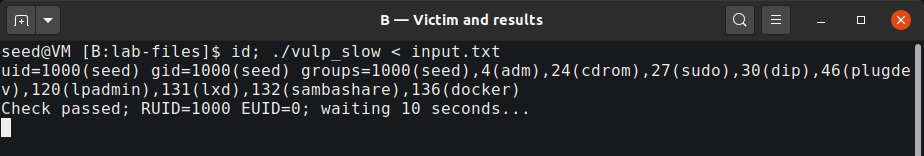 B — Victim and results
seed@VM [B:lab-files]$ id; ./vulp_slow < input.txt
uid=1000(seed) gid=1000(seed) groups=1000(seed),4(adm),24(cdrom),27(sudo),30(dip),46(plugde
v),120(lpadmin),131(lxd),132(sambashare),136(docker)
Check passed; RUID=1000 EUID=0; waiting 10 seconds...